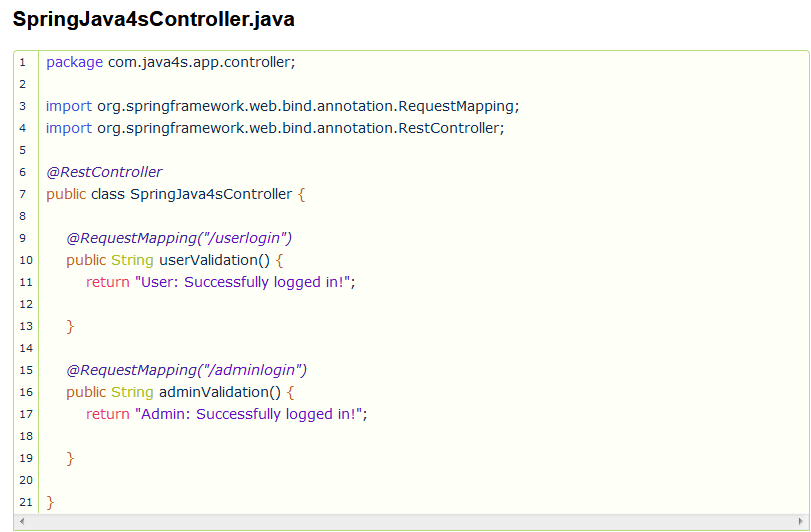 SpringJava4sController.java
1 package com.java4s.app.controller;
2
3 import org.springframework.web.bind.annotation.RequestMapping;
4 import org.springframework.web.bind.annotation.RestController;
5
6 @RestController
7 public class SpringJava4sController {
8
9 @RequestMapping("/userlogin")
10 public String userValidation() {
11 return "User: Successfully logged in!";
12
13 }
14
15 @RequestMapping("/adminlogin")
16 public String adminValidation() {
17 return "Admin: Successfully logged in!";
18
19 }
20
21 }